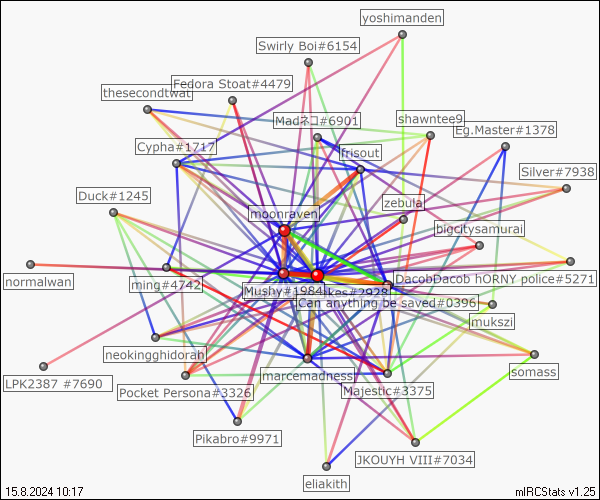 yoshimanden
Swirly Boi#6154
Fedora Stoat#4479
thesecondtwat
Madネコ#6901
shawntee9
Eg.Master#1378
Cypha#1717
frisout
Silver#7938
Duck#1245
zebula
moonraven
bigcitysamurai
normalwan
ming#4742
DacobDacob hORNY police#5271
Mushy#1984
Can anything be saved#0396
mukszi
neokingghidorah
marcemadness
somass
LPK2387 #7690
Pocket Persona#3326
Majestic#3375
Pikabro#9971
JKOUYH VIII#7034
eliakith
15.8.2024 10:17
mIRCStats v1.25